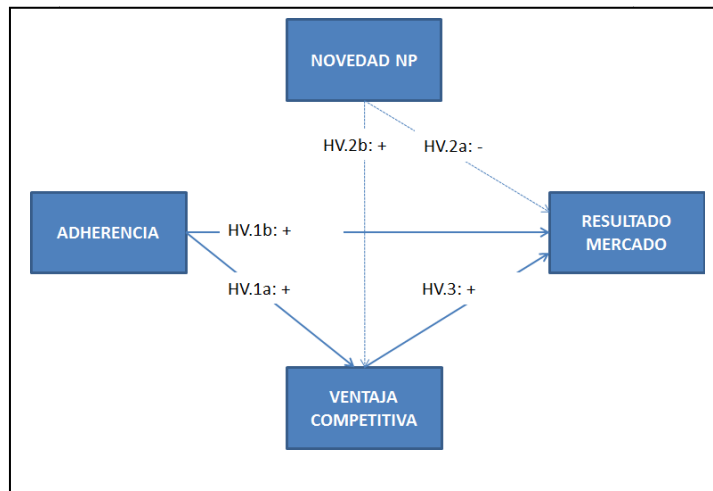 NOVEDAD NP
HV.2b: +
HV.2a: -
ADHERENCIA
HV.1b: +
RESULTADO
MERCADO
HV.1a: +
HV.3: +
VENTAJA
COMPETITIVA